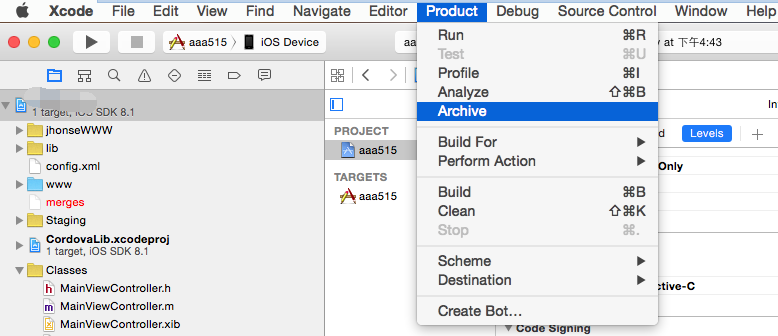 Xcode File Edit View Find Navigate Editor Product Debug Source Control Window Help
aaa515 〉 iOS Device
aa
at 下午4:43
Run ⌘R
Test ⌘U
Profile ⌘I
Analyze ⇧⌘B
Archive
Build For ▶
Perform Action ▶
Build ⌘B
Clean ⇧⌘K
Stop ⌘.
Scheme ▶
Destination ▶
Create Bot...
1 target, iOS SDK 8.1
jhonseWWW
lib
config.xml
www
merges
Staging
CordovaLib.xcodeproj
1 target, iOS SDK 8.1
Classes
MainViewController.h
MainViewController.m
MainViewController.xib
PROJECT
aaa515
TARGETS
aaa515
In
d Levels +
Only
ctive-C
Code Signing